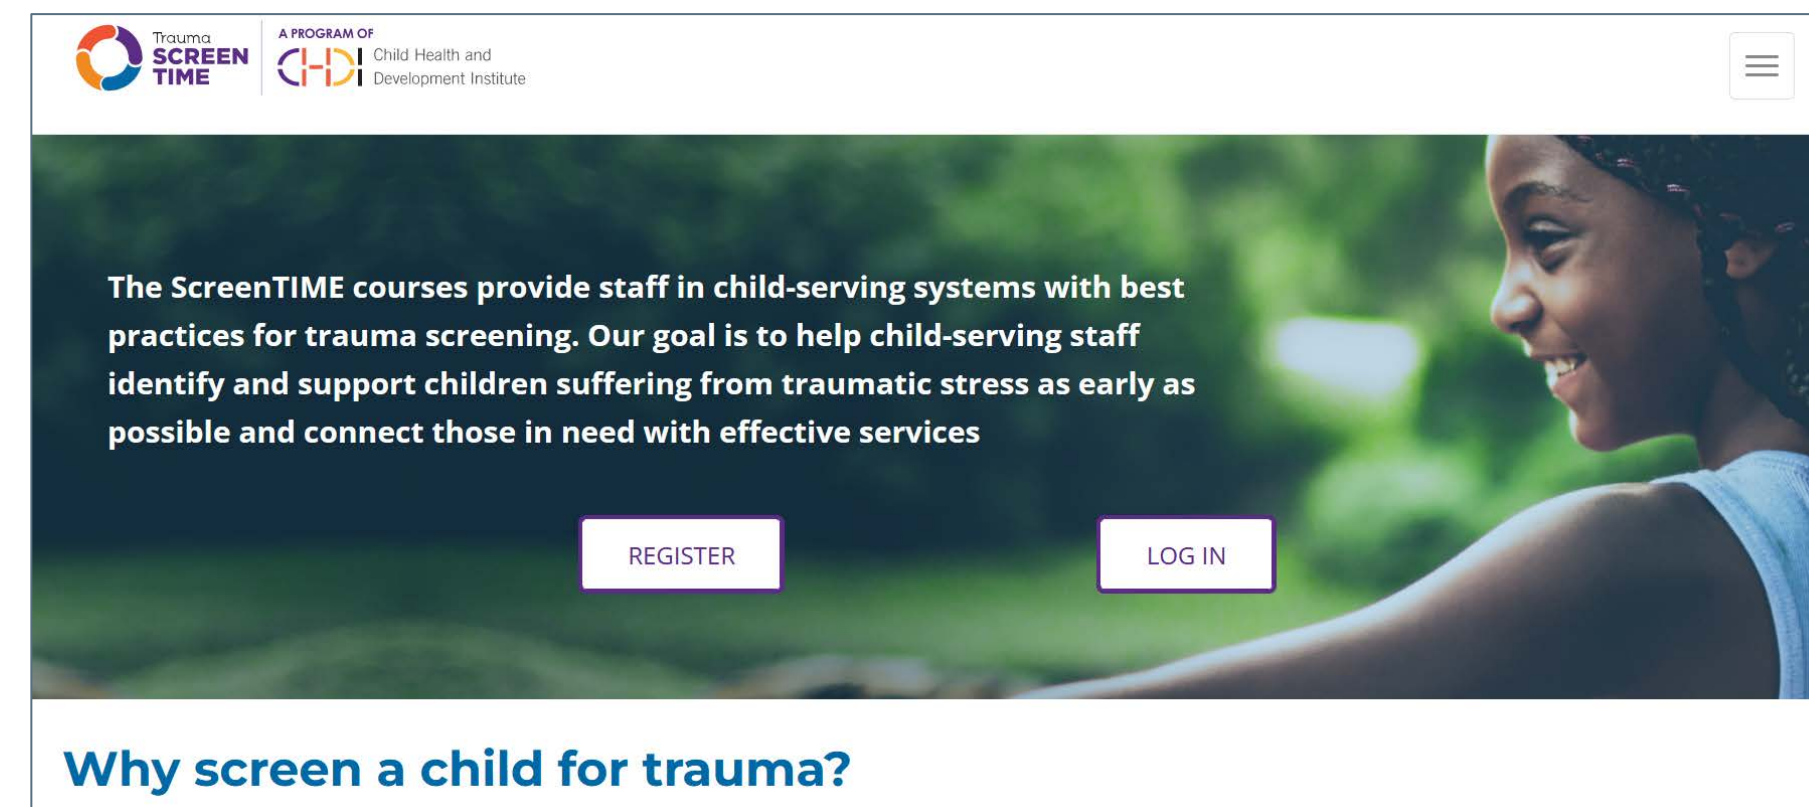 Trauma
SCREEN
TIME
A PROGRAM OF
CHDI
Child Health and
Development Institute
The ScreenTIME courses provide staff in child-serving systems with best
practices for trauma screening. Our goal is to help child-serving staff
identify and support children suffering from traumatic stress as early as
possible and connect those in need with effective services
REGISTER
LOG IN
Why screen a child for trauma?